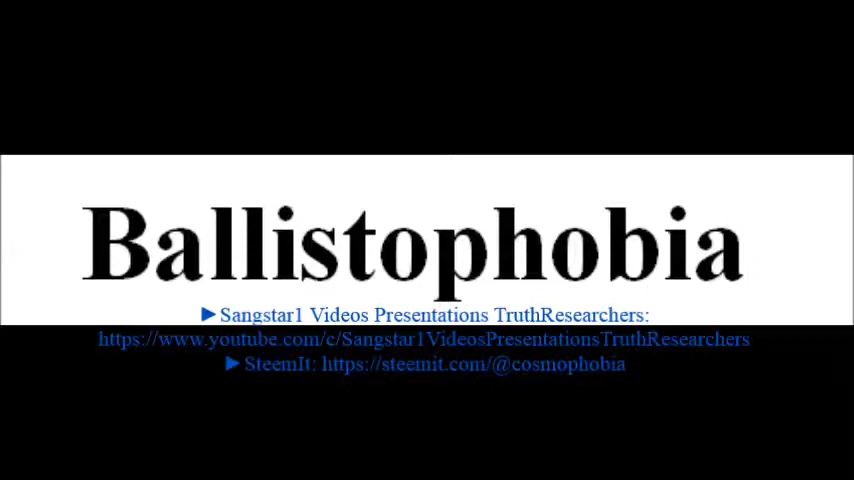 Ballistophobia
►Sangstar1 Videos Presentations TruthResearchers:
https://www.youtube.com/c/Sangstar1VideosPresentationsTruthResearchers
►SteemIt: https://steemit.com/@cosmophobia